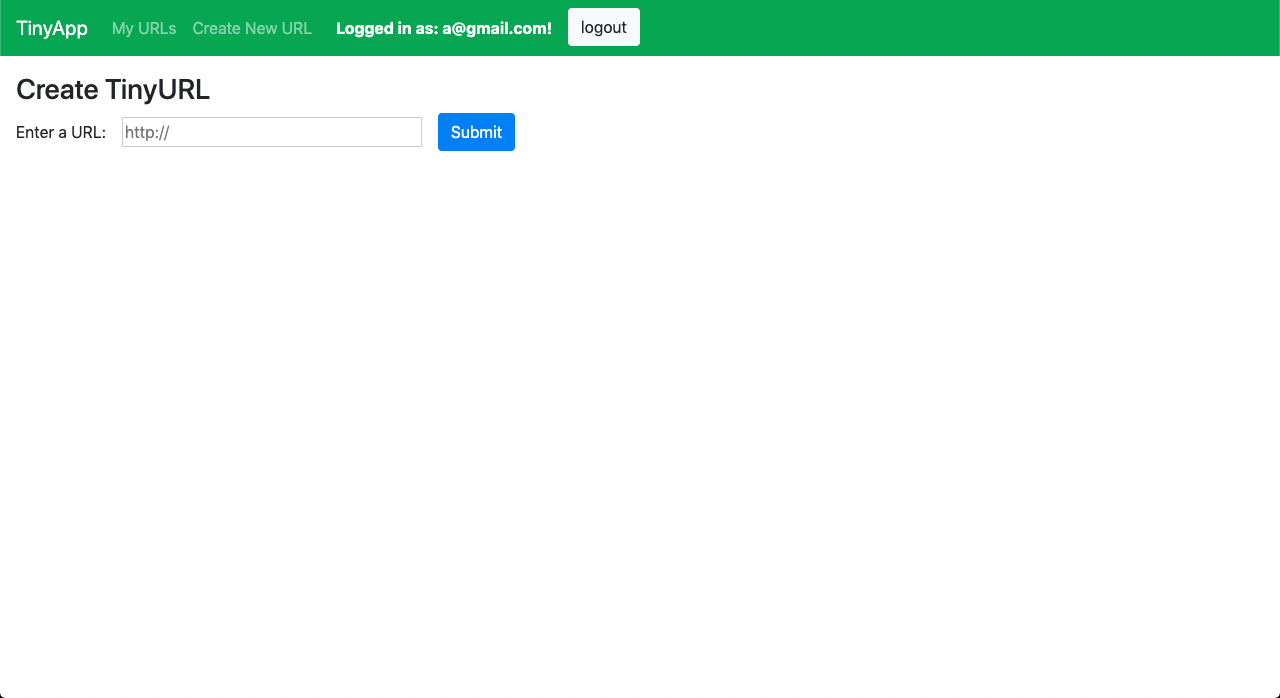 TinyApp My URLs Create New URL Logged in as: a@gmail.com! logout
Create TinyURL
Enter a URL: http:// Submit